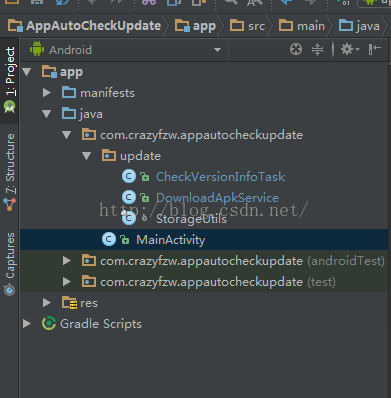 AppAutoCheckUpdate app src main java
1: Project
Android
app
manifests
java
com.crazyfzw.appautocheckupdate
update
CheckVersionInfoTask
DownloadApkService
http://blog.csdn.net/
StorageUtils
MainActivity
com.crazyfzw.appautocheckupdate (androidTest)
com.crazyfzw.appautocheckupdate (test)
res
Gradle Scripts
Z: Structure
Captures